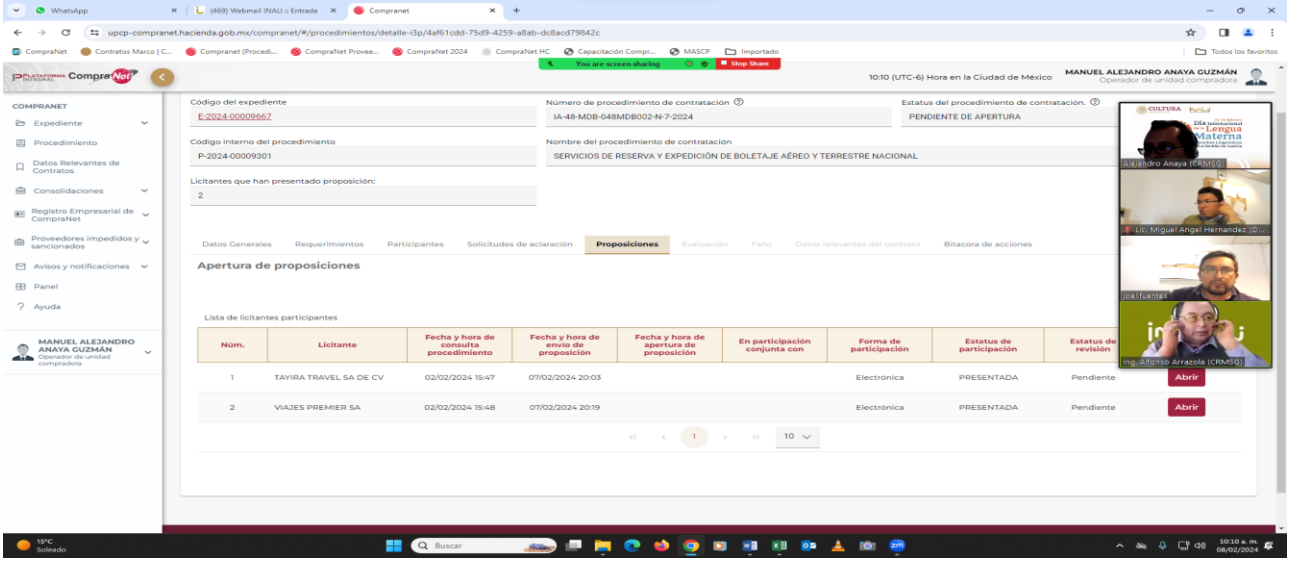 WhatsApp
(469) Webmail INALI :: Entrada
Compranet
upcp-compranet.hacienda.gob.mx/compranet/#/procedimientos/detalle-i3p/4af61cdd-75d9-4259-a8ab-dc8acd79842c
CompraNet
Contratos Marco | C...
Compranet (Procedi...
CompraNet Provee...
CompraNet 2024
CompraNet HC
Capacitación Compr...
MASCP
Importado
Todos los favoritos
You are screen sharing
Stop Share
PLATAFORMA INTEGRAL CompraNet
10:10 (UTC-6) Hora en la Ciudad de México
MANUEL ALEJANDRO ANAYA GUZMÁN
Operador de unidad compradora
COMPRANET
Expediente
Procedimiento
Datos Relevantes de
Contratos
Consolidaciones
Registro Empresarial de
CompraNet
Proveedores impedidos y
sancionados
Avisos y notificaciones
Panel
Ayuda
MANUEL ALEJANDRO
ANAYA GUZMÁN
Operador de unidad
compradora
Código del expediente
E-2024-00009667
Número de procedimiento de contratación
IA-48-MDB-048MDB002-N-7-2024
Estatus del procedimiento de contratación.
PENDIENTE DE APERTURA
Código interno del procedimiento
P-2024-00009301
Nombre del procedimiento de contratación
SERVICIOS DE RESERVA Y EXPEDICIÓN DE BOLETAJE AÉREO Y TERRESTRE NACIONAL
Licitantes que han presentado proposición:
2
Datos Generales
Requerimientos
Participantes
Solicitudes de aclaración
Proposiciones
Evaluación
Fallo
Datos relevantes del contrato
Bitacora de acciones
Apertura de proposiciones
Lista de licitantes participantes
Núm.
Licitante
Fecha y hora de
consulta
procedimiento
Fecha y hora de
envío de
proposición
Fecha y hora de
apertura de
proposición
En participación
conjunta con
Forma de
participación
Estatus de
participación
Estatus de
revisión
1 TAYIRA TRAVEL SA DE CV 02/02/2024 15:47 07/02/2024 20:03 Electrónica PRESENTADA Pendiente Abrir
2 VIAJES PREMIER SA 02/02/2024 15:48 07/02/2024 20:19 Electrónica PRESENTADA Pendiente Abrir
<< < 1 > >> 10
CULTURA
Día Internacional
Lengua
Materna
Alejandro Anaya (CRMSG)
Lic. Miguel Angel Hernandez (O...
joel fuentes
Ing. Alfonso Arrazola (CRMSG)
15°C
Soleado
Buscar
10:10 a. m.
08/02/2024